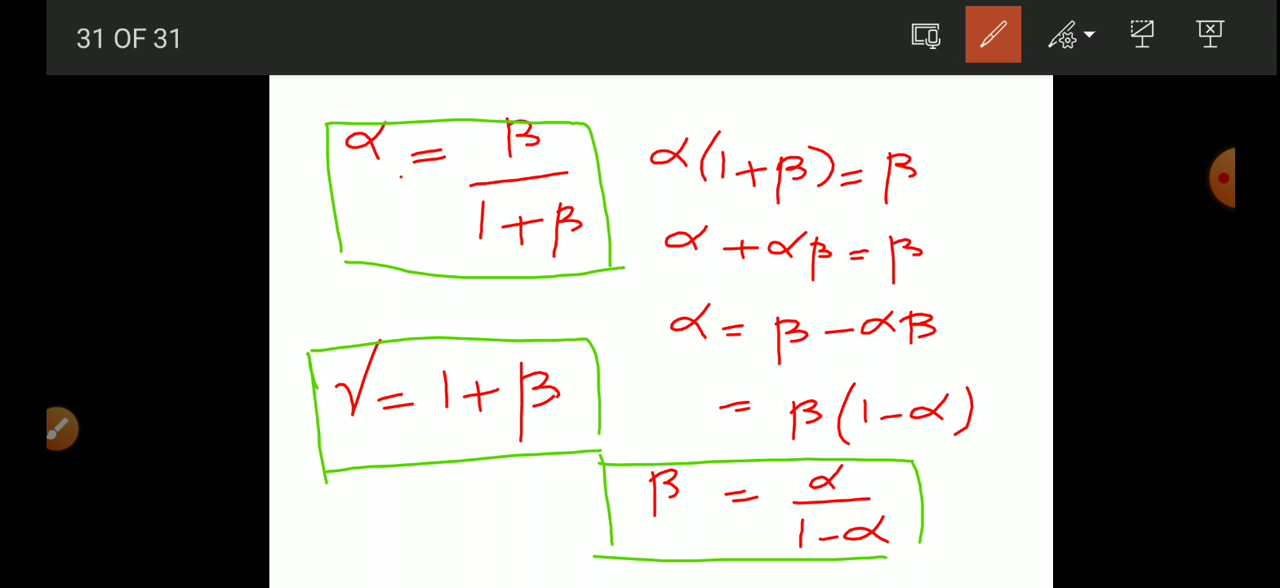 31 OF 31
α = β / 1 + β
α(1 + β) = β
α + αβ = β
α = β - αβ
= β(1 - α)
γ = 1 + β
β = α / 1 - α